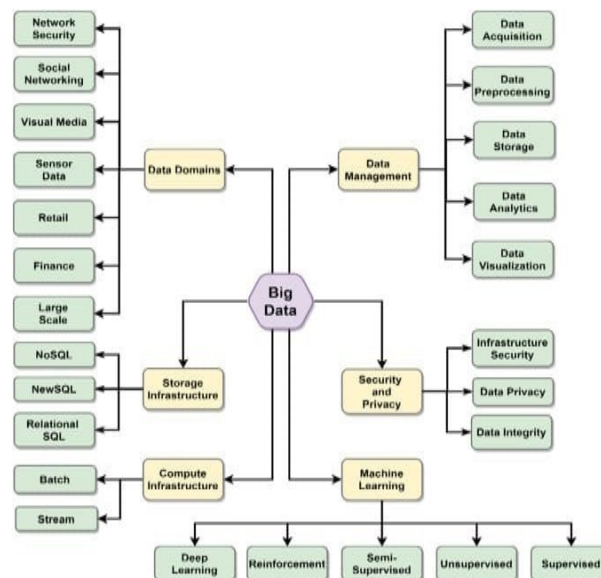 Network
Security
Social
Networking
Visual Media
Sensor
Data
Retail
Finance
Large
Scale
Data Domains
Data
Management
Data
Acquisition
Data
Preprocessing
Data
Storage
Data
Analytics
Data
Visualization
Big
Data
NoSQL
NewSQL
Relational
SQL
Storage
Infrastructure
Security
and
Privacy
Infrastructure
Security
Data Privacy
Data Integrity
Batch
Stream
Compute
Infrastructure
Machine
Learning
Deep
Learning
Reinforcement
Semi-
Supervised
Unsupervised
Supervised